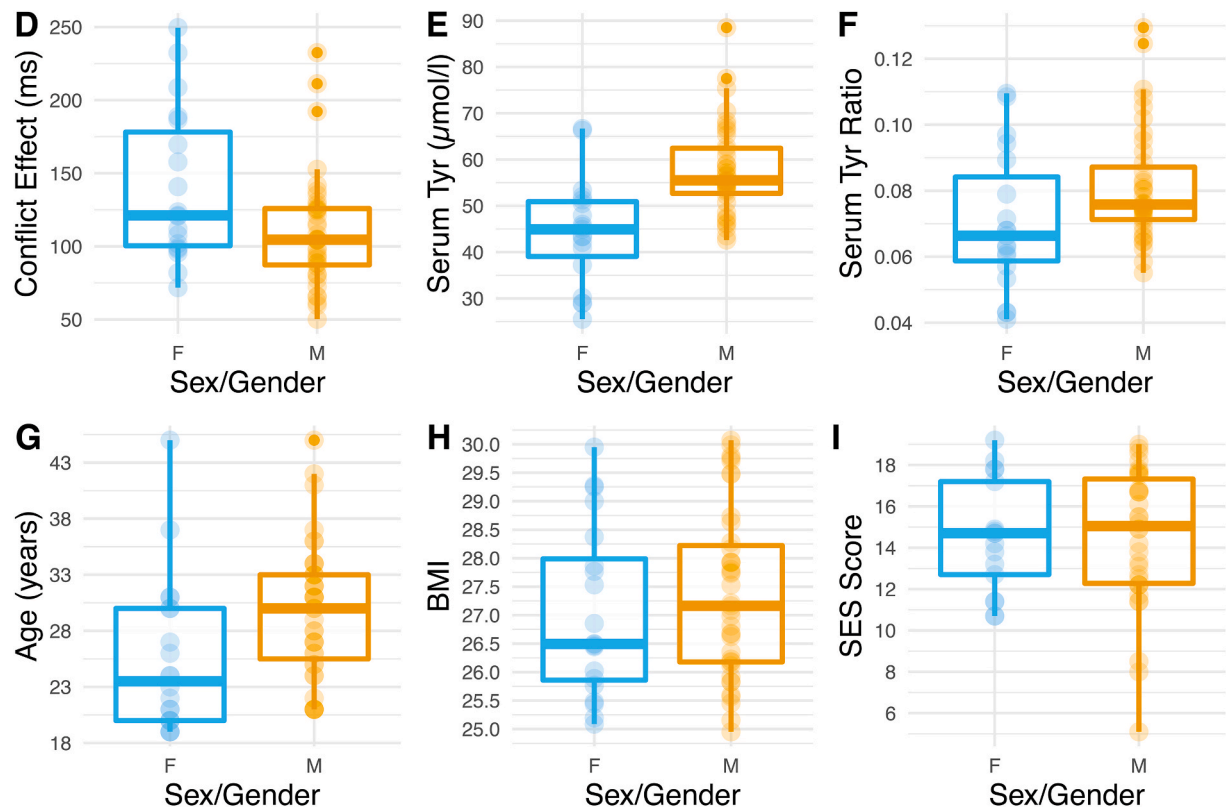 D
Conflict Effect (ms)
250
200
150
100
50
F M
Sex/Gender
E
Serum Tyr (µmol/l)
90
80
70
60
50
40
30
F M
Sex/Gender
F
Serum Tyr Ratio
0.12
0.10
0.08
0.06
0.04
F M
Sex/Gender
G
Age (years)
43
38
33
28
23
18
F M
Sex/Gender
H
BMI
30.0
29.5
29.0
28.5
28.0
27.5
27.0
26.5
26.0
25.5
25.0
F M
Sex/Gender
I
SES Score
18
16
14
12
10
8
6
F M
Sex/Gender